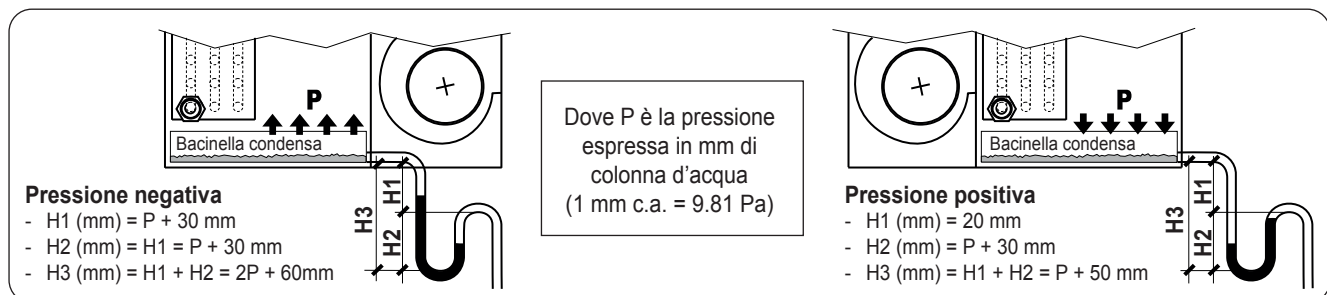 P
Bacinella condensa
H1
H2
H3
Pressione negativa
- H1 (mm) = P + 30 mm
- H2 (mm) = H1 = P + 30 mm
- H3 (mm) = H1 + H2 = 2P + 60mm
Dove P è la pressione
espressa in mm di
colonna d'acqua
(1 mm c.a. = 9.81 Pa)
P
Bacinella condensa
H1
H2
H3
Pressione positiva
- H1 (mm) = 20 mm
- H2 (mm) = P + 30 mm
- H3 (mm) = H1 + H2 = P + 50 mm